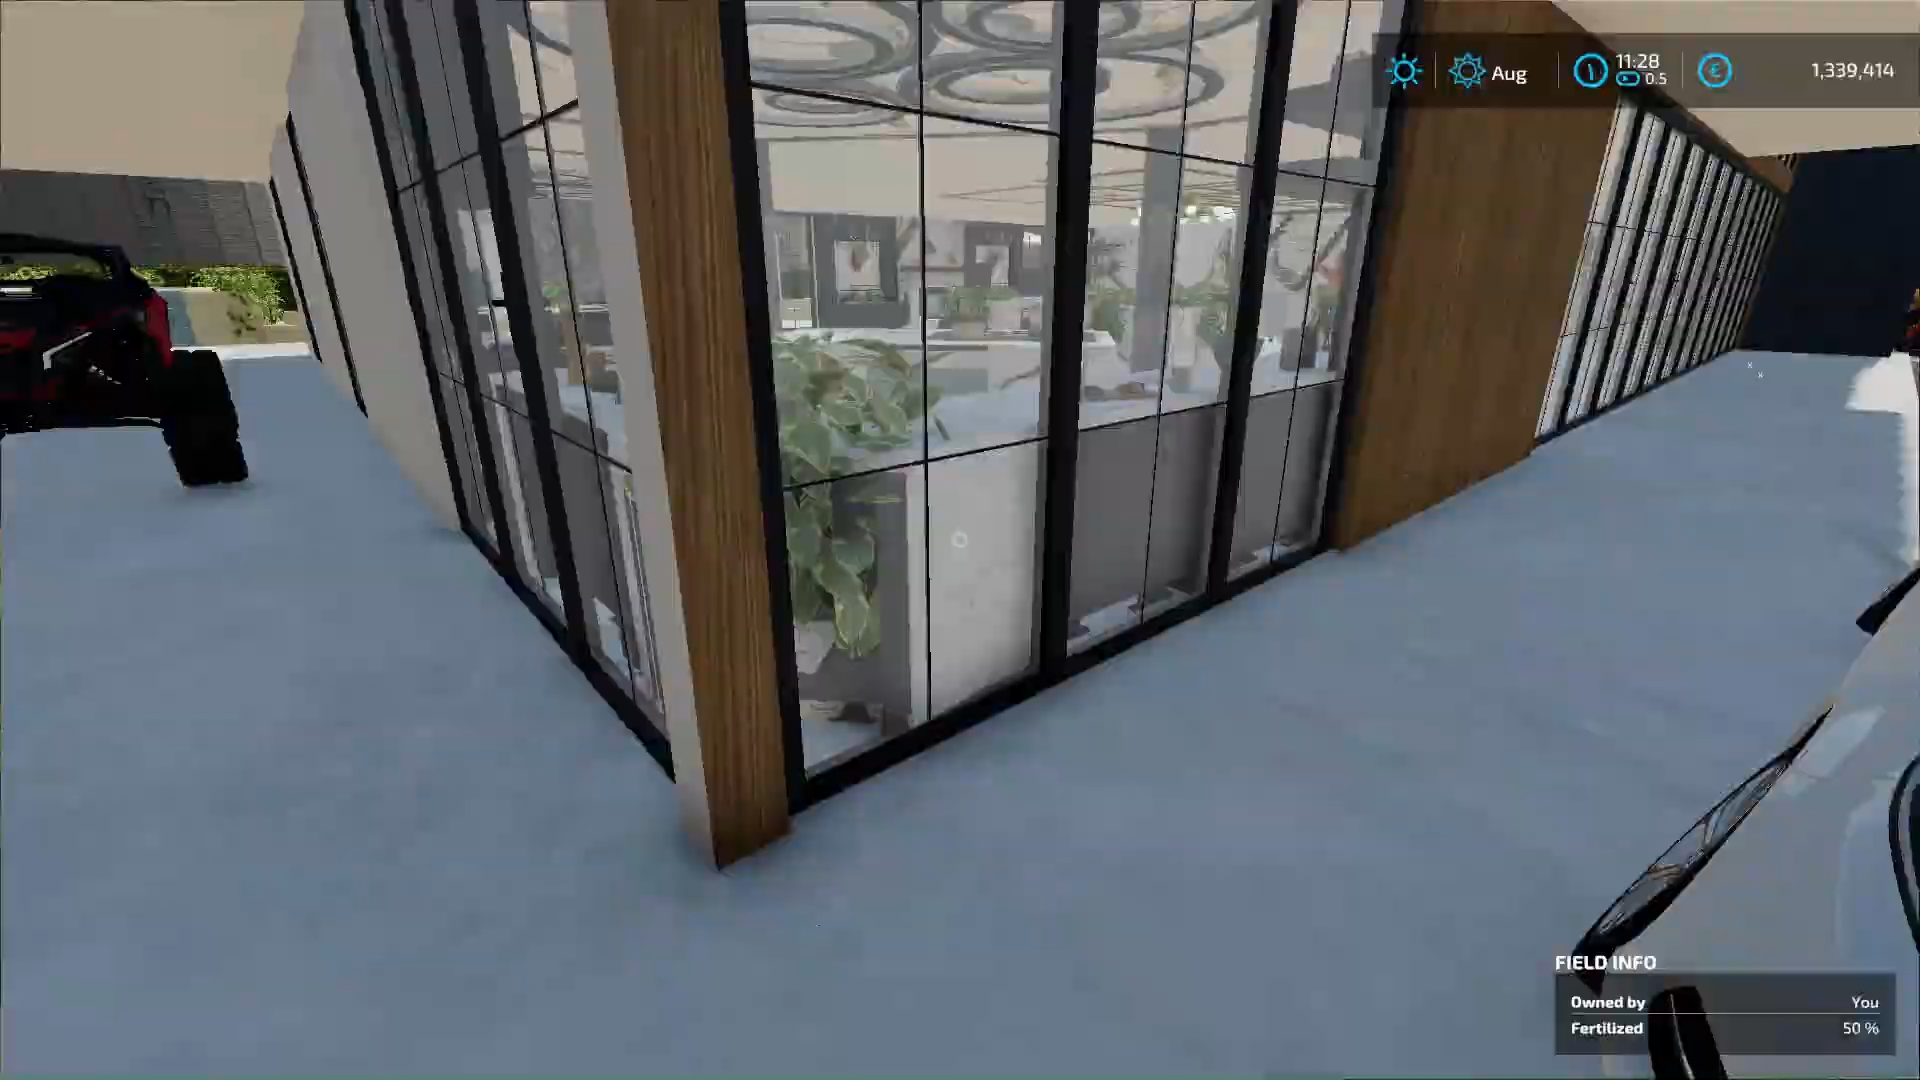 Aug
11:28
0.5
1,339,414
FIELD INFO
Owned by You
Fertilized 50 %